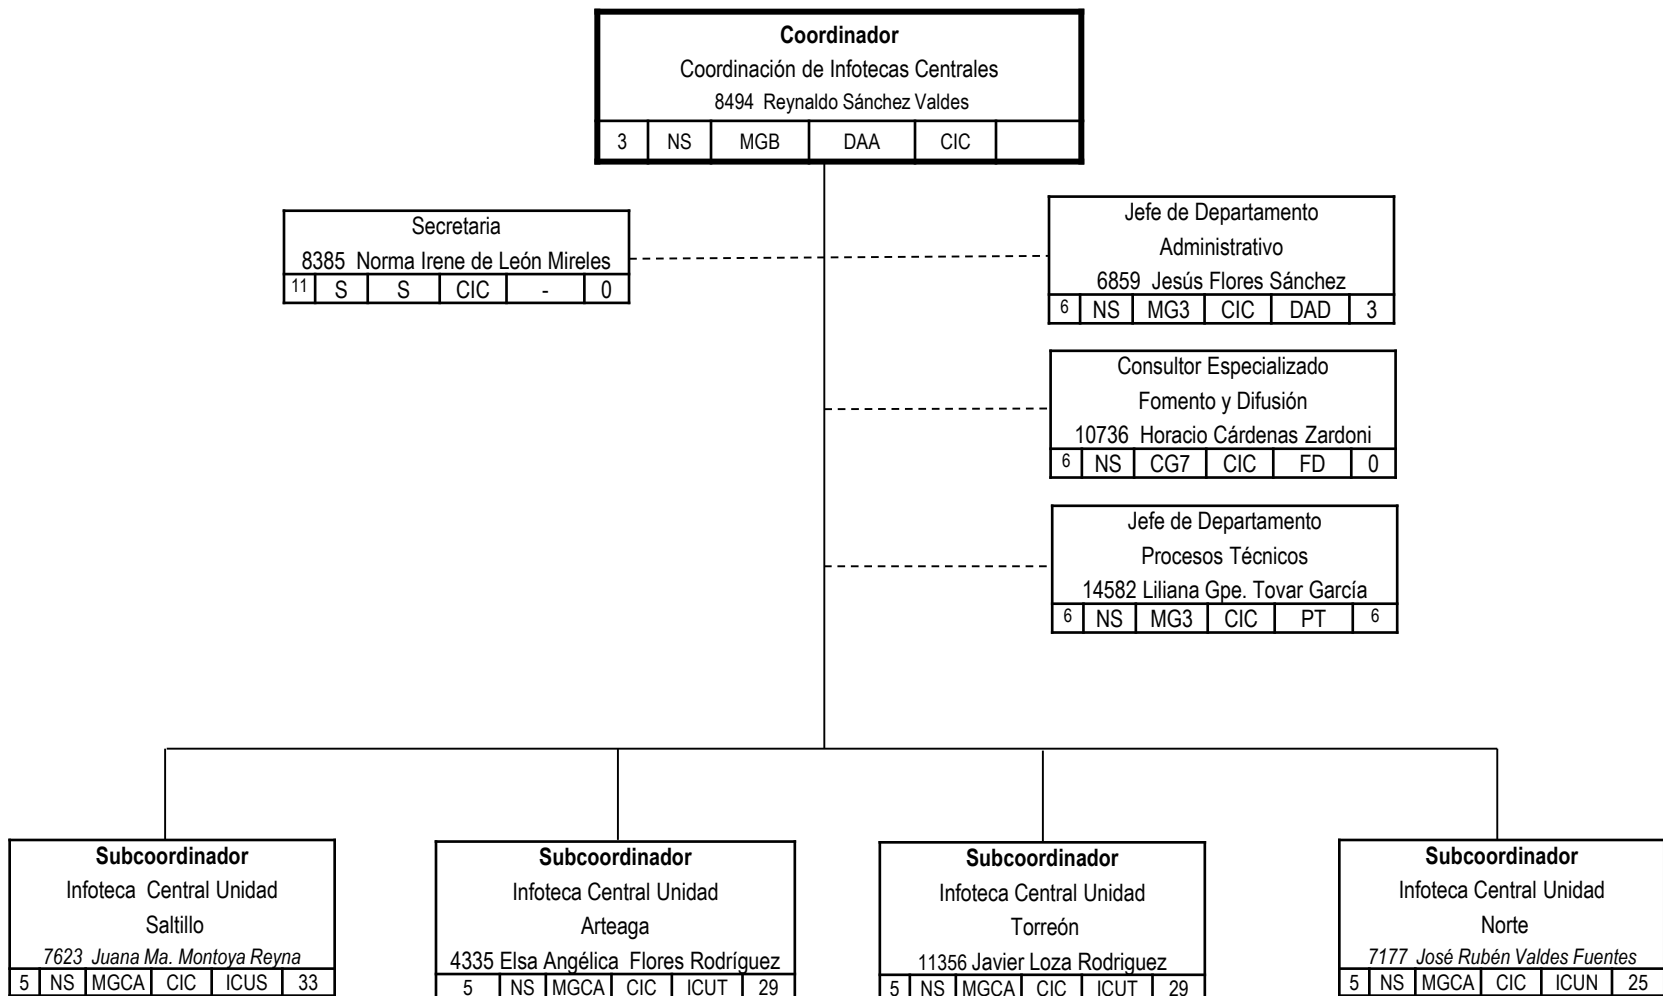 Coordinador
Coordinación de Infotecas Centrales
8494 Reynaldo Sánchez Valdes
3 NS MGB DAA CIC
Secretaria
8385 Norma Irene de León Mireles
11 S S CIC - 0
Jefe de Departamento
Administrativo
6859 Jesús Flores Sánchez
6 NS MG3 CIC DAD 3
Consultor Especializado
Fomento y Difusión
10736 Horacio Cárdenas Zardoni
6 NS CG7 CIC FD 0
Jefe de Departamento
Procesos Técnicos
14582 Liliana Gpe. Tovar García
6 NS MG3 CIC PT 6
Subcoordinador
Infoteca Central Unidad
Saltillo
7623 Juana Ma. Montoya Reyna
5 NS MGCA CIC ICUS 33
Subcoordinador
Infoteca Central Unidad
Arteaga
4335 Elsa Angélica Flores Rodríguez
5 NS MGCA CIC ICUT 29
Subcoordinador
Infoteca Central Unidad
Torreón
11356 Javier Loza Rodriguez
5 NS MGCA CIC ICUT 29
Subcoordinador
Infoteca Central Unidad
Norte
7177 José Rubén Valdes Fuentes
5 NS MGCA CIC ICUN 25